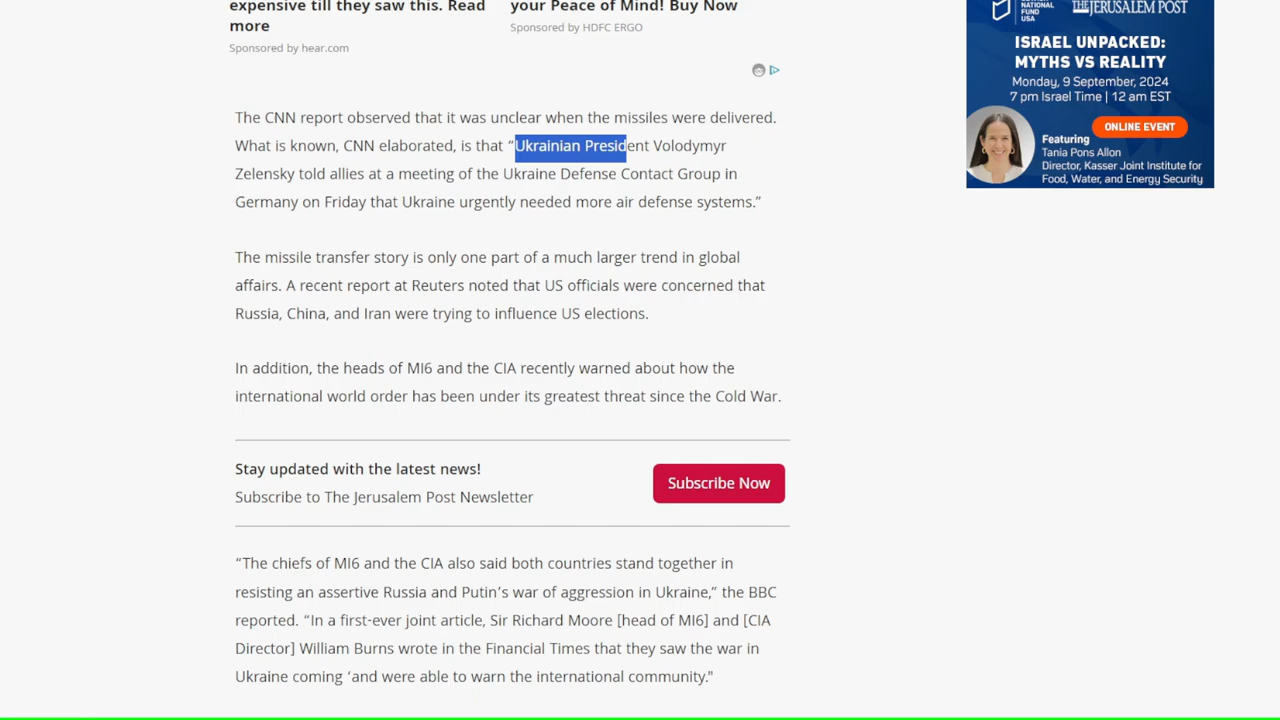 expensive till they saw this. Read
more
Sponsored by hear.com
your Peace of Mind! Buy Now
Sponsored by HDFC ERGO
The CNN report observed that it was unclear when the missiles were delivered.
What is known, CNN elaborated, is that “Ukrainian President Volodymyr
Zelensky told allies at a meeting of the Ukraine Defense Contact Group in
Germany on Friday that Ukraine urgently needed more air defense systems.”
The missile transfer story is only one part of a much larger trend in global
affairs. A recent report at Reuters noted that US officials were concerned that
Russia, China, and Iran were trying to influence US elections.
In addition, the heads of MI6 and the CIA recently warned about how the
international world order has been under its greatest threat since the Cold War.
Stay updated with the latest news!
Subscribe to The Jerusalem Post Newsletter
Subscribe Now
“The chiefs of MI6 and the CIA also said both countries stand together in
resisting an assertive Russia and Putin’s war of aggression in Ukraine,” the BBC
reported. “In a first-ever joint article, Sir Richard Moore [head of MI6] and [CIA
Director] William Burns wrote in the Financial Times that they saw the war in
Ukraine coming ‘and were able to warn the international community."
NATIONAL
FUND
USA
THE JERUSALEM POST
ISRAEL UNPACKED:
MYTHS VS REALITY
Monday, 9 September, 2024
7 pm Israel Time | 12 am EST
ONLINE EVENT
Featuring
Tania Pons Allon
Director, Kasser Joint Institute for
Food, Water, and Energy Security